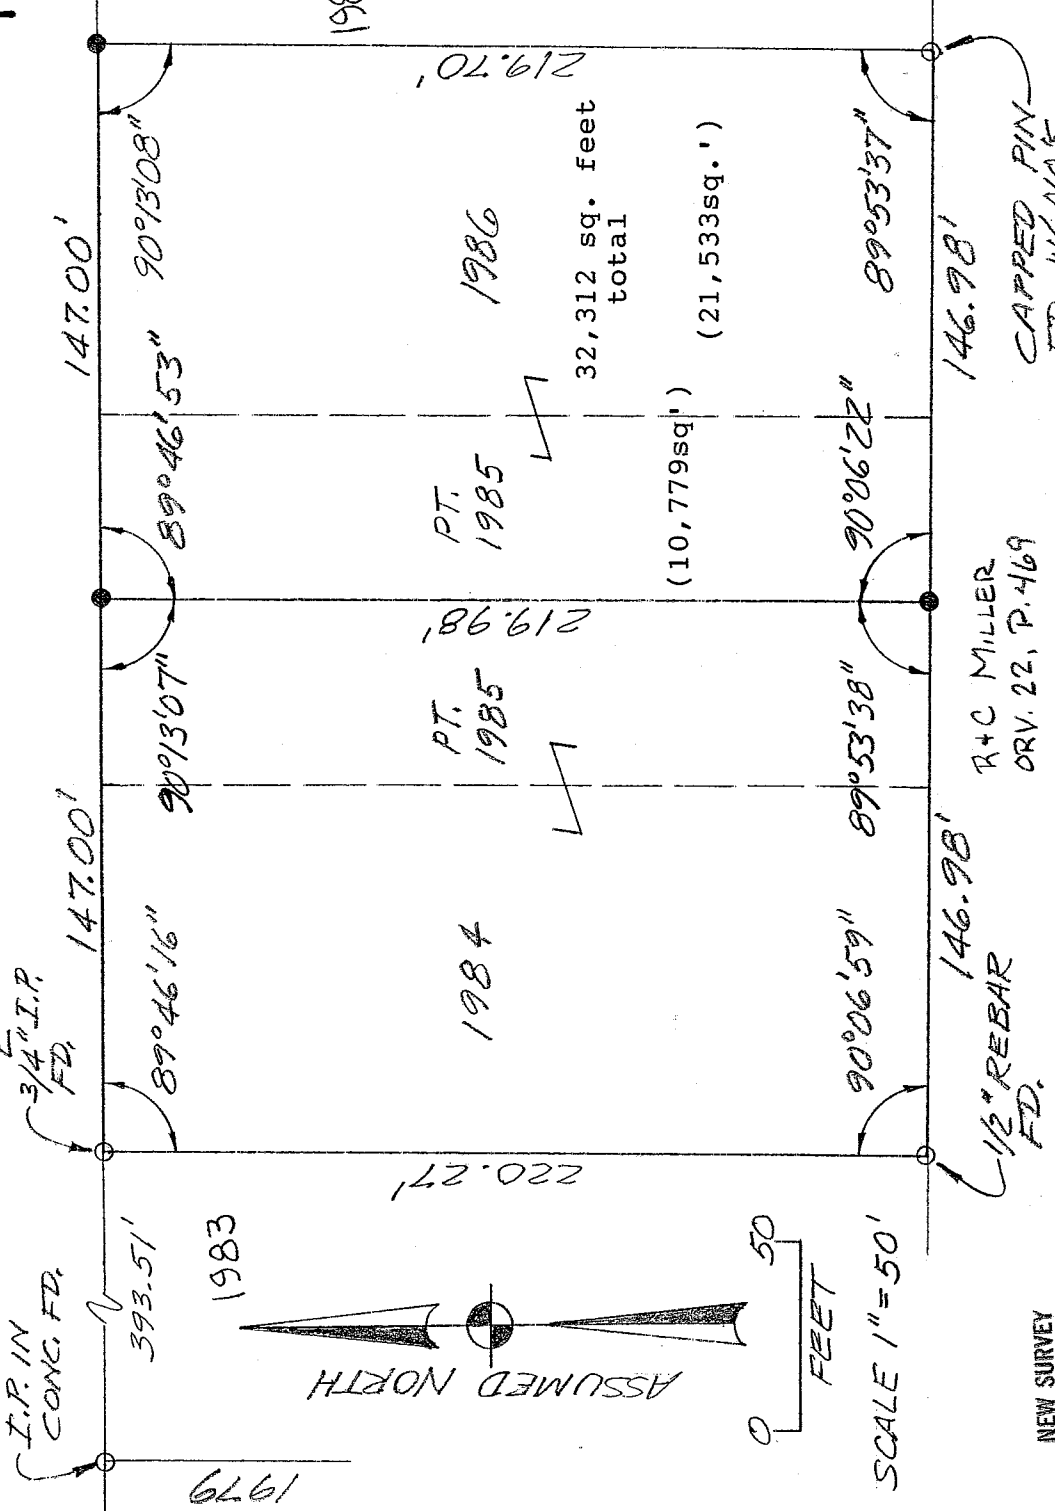 I.P. IN
CONC. FD.
393.51'
1979
1983
3/4" I.P.
FD.
147.00'
147.00'
89°46'16"
90°13'07"
89°46'53"
90°13'08"
220.27'
219.98'
219.70'
1984
PT.
1985
PT.
1985
1986
32,312 sq. feet
total
(10,779sq')
(21,533sq.')
90°06'59"
89°53'38"
90°06'22"
89°53'37"
146.98'
146.98'
1/2" REBAR
FD.
R+C MILLER
ORV. 22, P. 469
CAPPED PIN
ASSUMED NORTH
0 50
FEET
SCALE 1"=50'
NEW SURVEY